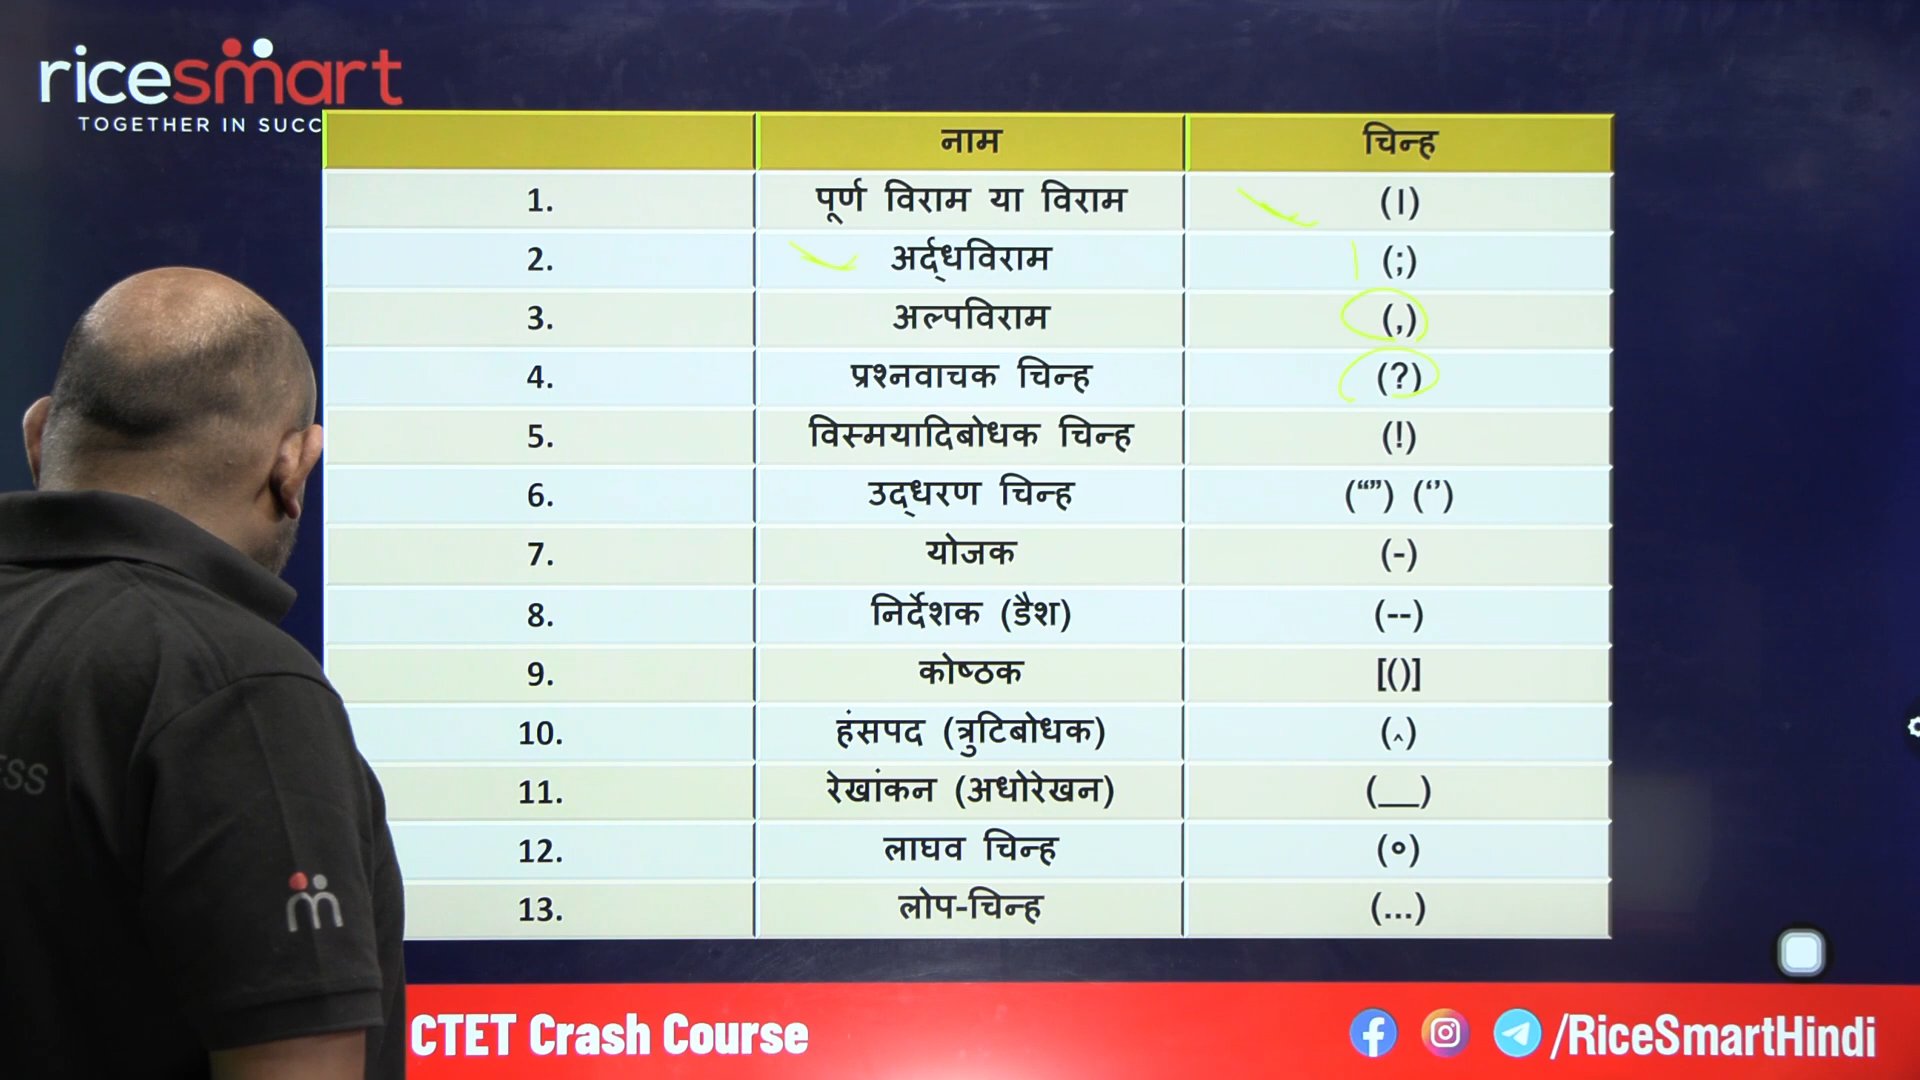 ricesmart
TOGETHER IN SUCC
नाम चिन्ह
1. पूर्ण विराम या विराम (।)
2. अर्द्धविराम (;)
3. अल्पविराम (,)
4. प्रश्नवाचक चिन्ह (?)
5. विस्मयादिबोधक चिन्ह (!)
6. उद्धरण चिन्ह (“”) (‘’)
7. योजक (-)
8. निर्देशक (डैश) (--)
9. कोष्ठक [()]
10. हंसपद (त्रुटिबोधक) (^)
11. रेखांकन (अधोरेखन) (__)
12. लाघव चिन्ह (०)
13. लोप-चिन्ह (...)
ESS
CTET Crash Course
/RiceSmartHindi